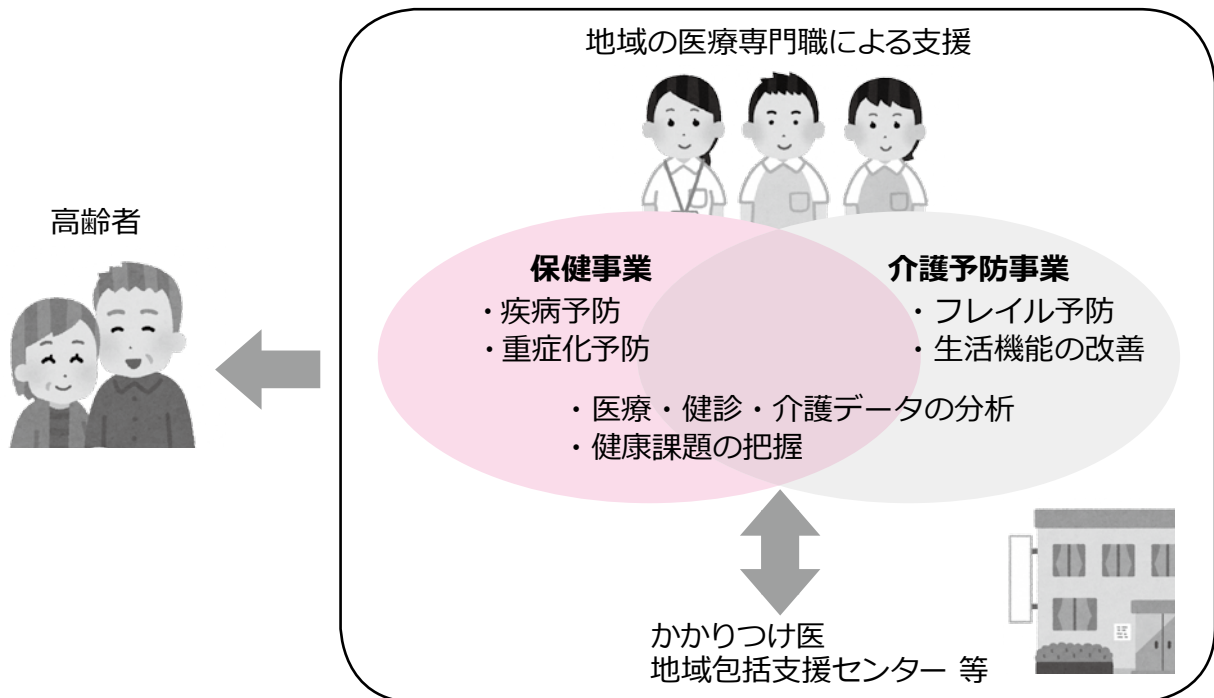 地域の医療専門職による支援
高齢者
保健事業
・疾病予防
・重症化予防
介護予防事業
・フレイル予防
・生活機能の改善
・医療・健診・介護データの分析
・健康課題の把握
かかりつけ医
地域包括支援センター 等